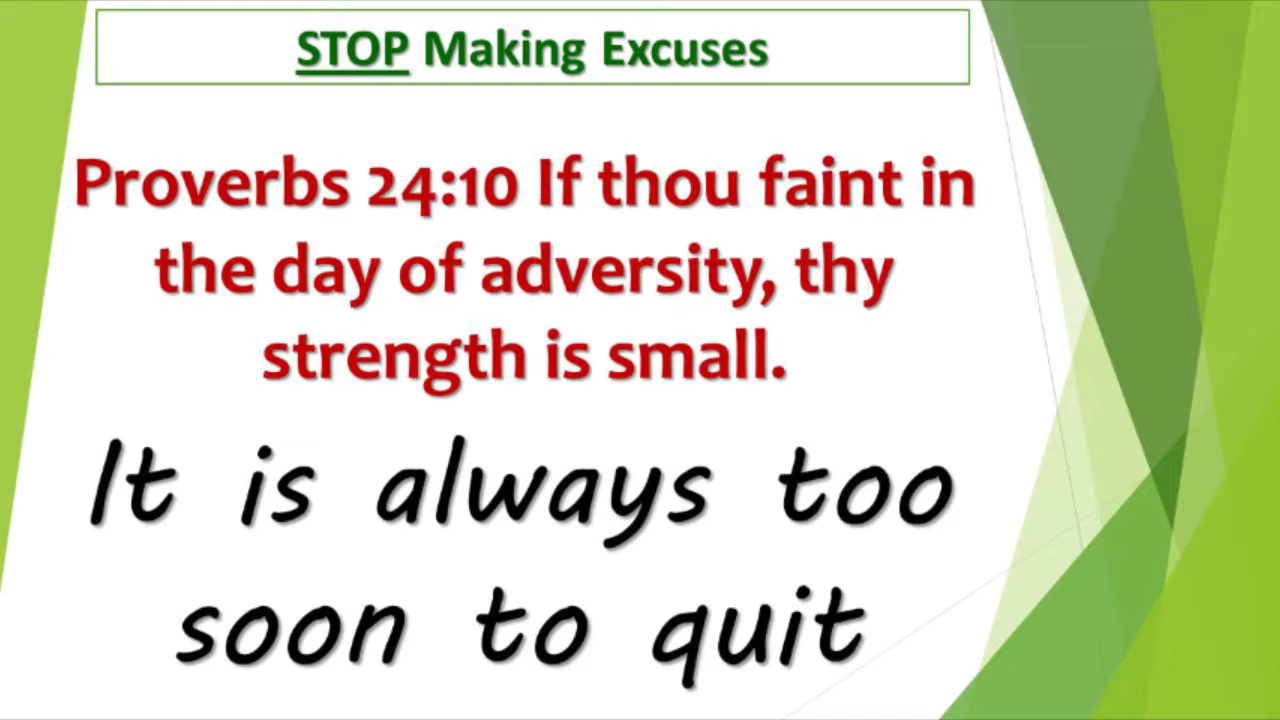 STOP Making Excuses
Proverbs 24:10 If thou faint in
the day of adversity, thy
strength is small.
It is always too
soon to quit